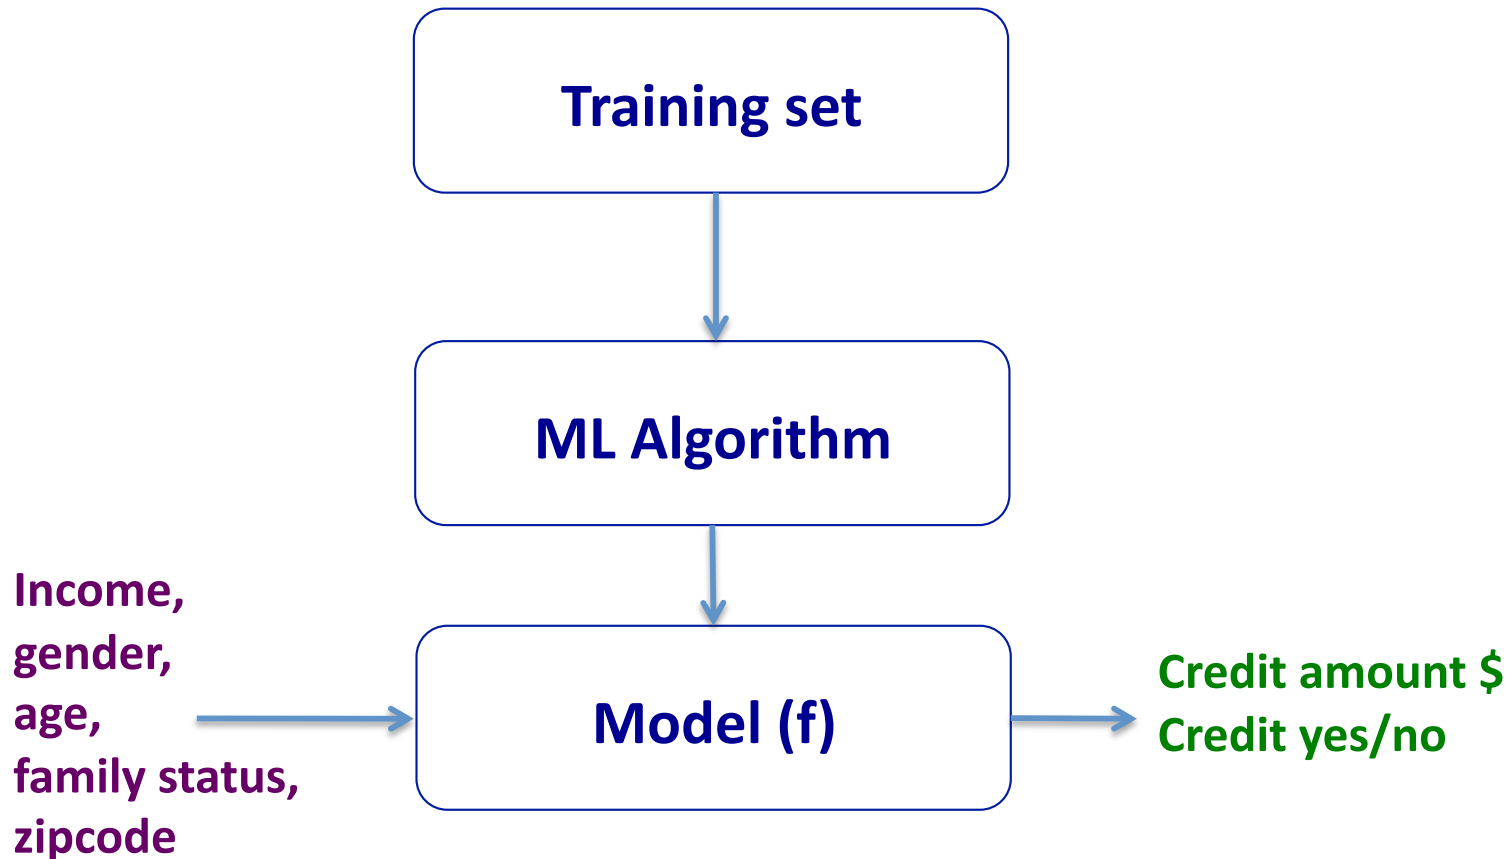 Training set
ML Algorithm
Income,
gender,
age,
family status,
zipcode
Model (f)
Credit amount $
Credit yes/no